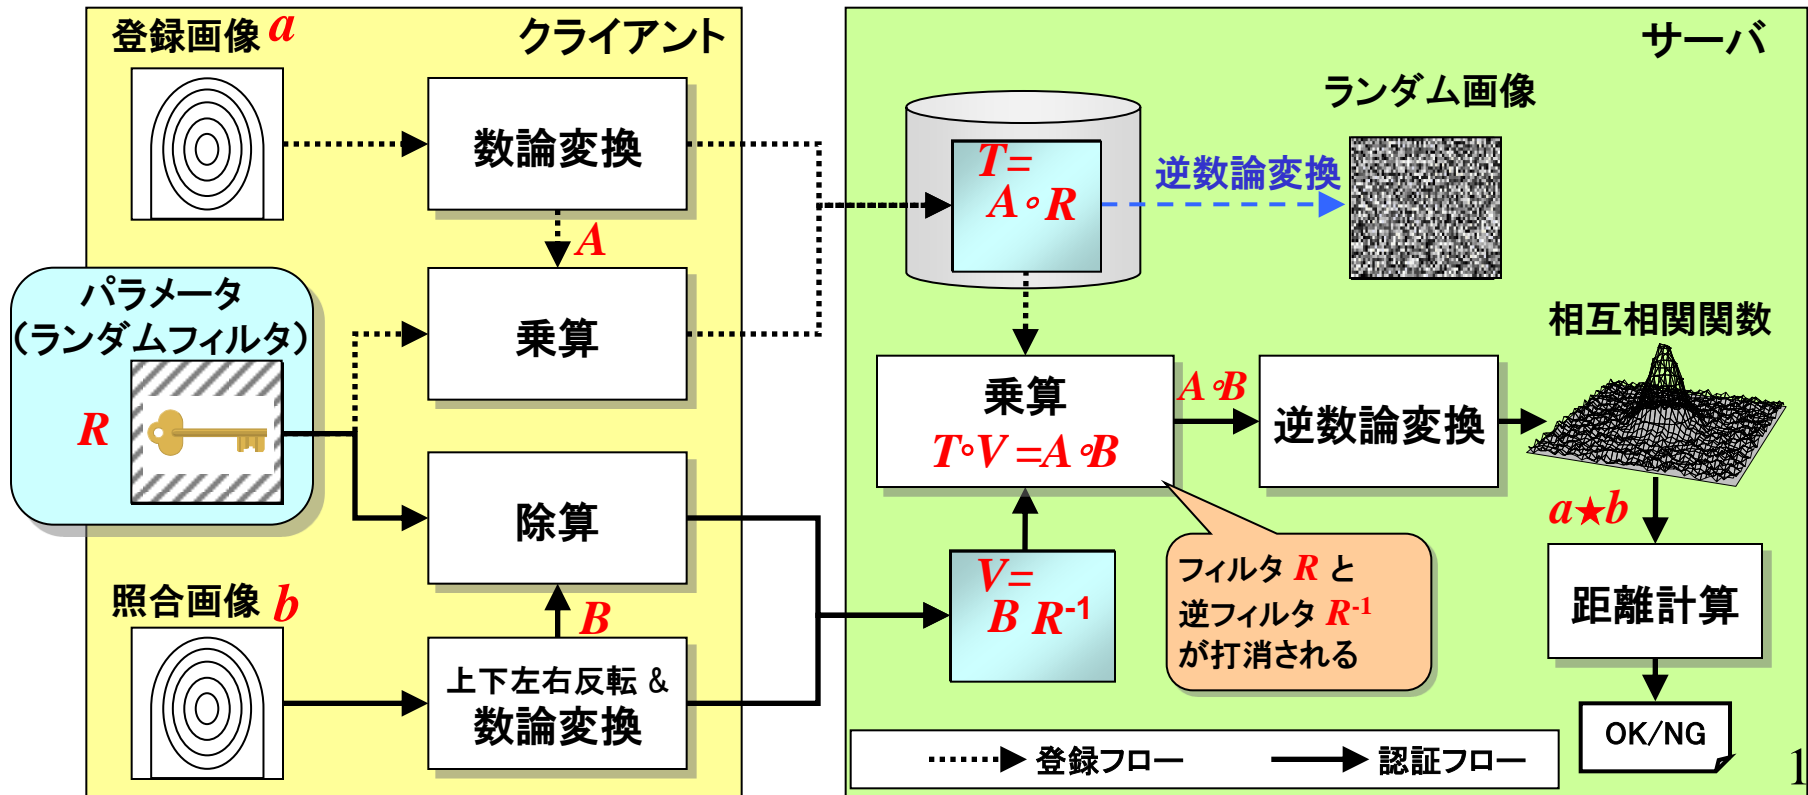 登録画像 a
クライアント
数論変換
A
パラメータ
(ランダムフィルタ)
R
乗算
除算
照合画像 b
B
上下左右反転 &
数論変換
サーバ
T=
A∘R
逆数論変換
ランダム画像
乗算
T∘V=A∘B
A∘B
逆数論変換
相互相関関数
a★b
V=
B R⁻¹
フィルタ R と
逆フィルタ R⁻¹
が打消される
距離計算
OK/NG
登録フロー
認証フロー
1